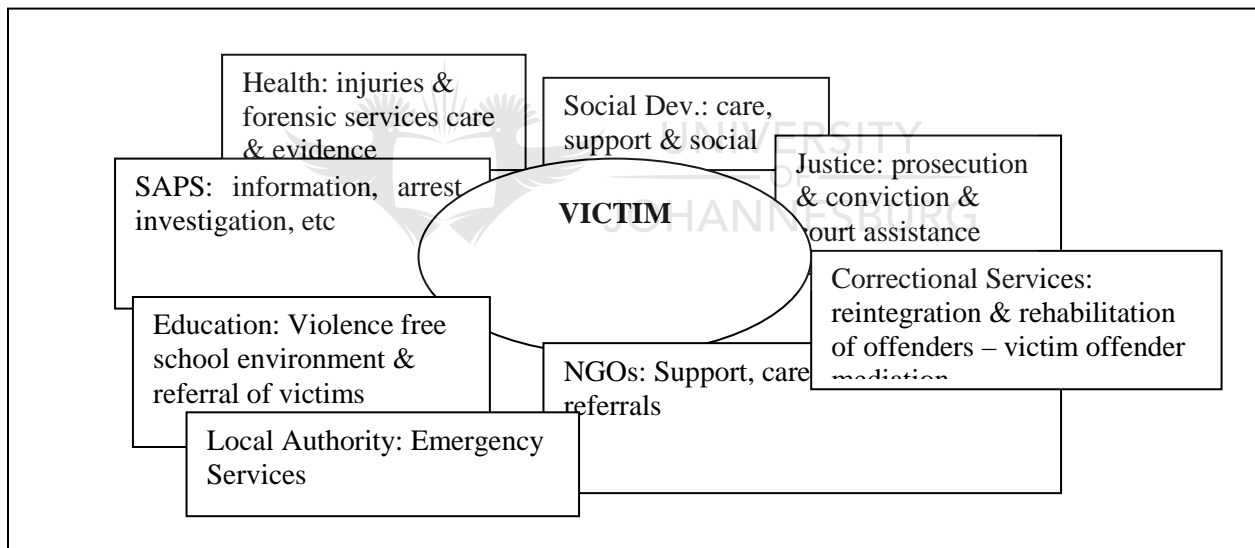 Health: injuries &
forensic services care
& evidence
Social Dev.: care,
support & social
UNIVERSITY
OF
JOHANNESBURG
Justice: prosecution
& conviction &
court assistance
SAPS: information, arrest
investigation, etc
VICTIM
Correctional Services:
reintegration & rehabilitation
of offenders – victim offender
mediation
Education: Violence free
school environment &
referral of victims
NGOs: Support, care
referrals
Local Authority: Emergency
Services